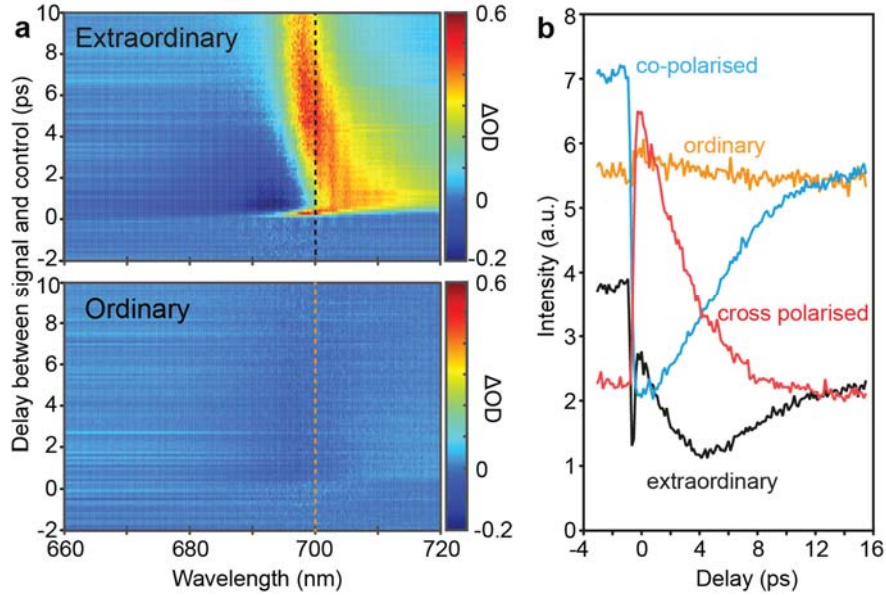 a
Extraordinary
10
8
6
4
2
0
-2
0.6
ΔOD
0
-0.2
Ordinary
10
8
6
4
2
0
-2
0.6
ΔOD
0
-0.2
Delay between signal and control (ps)
660
680
700
720
Wavelength (nm)
b
8
7
6
5
4
3
2
1
0
Intensity (a.u.)
co-polarised
ordinary
cross polarised
extraordinary
-4
0
4
8
12
16
Delay (ps)